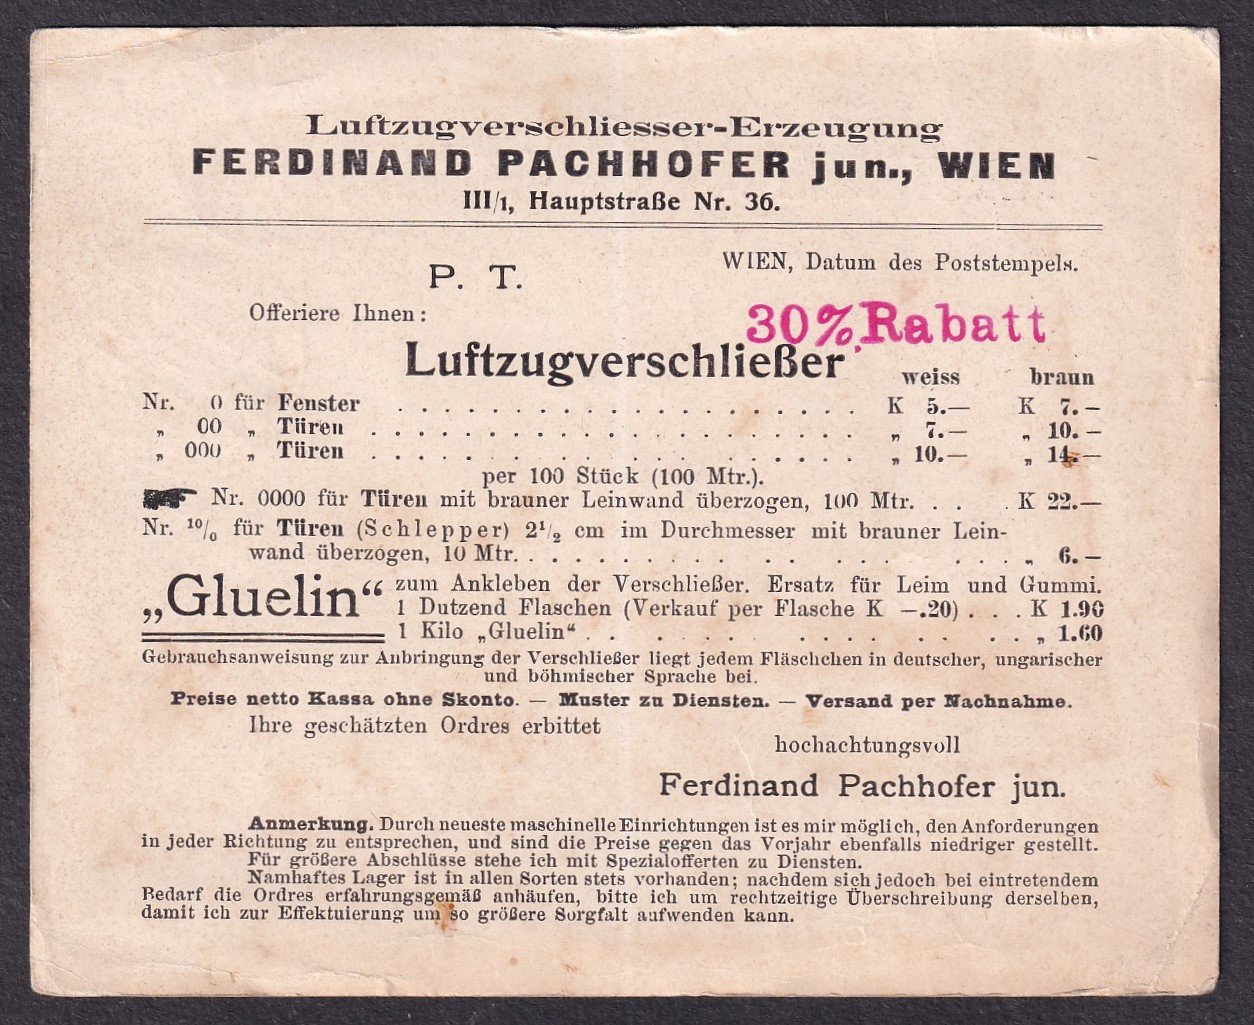 Luftzugverschliesser-Erzeugung
FERDINAND PACHHOFER jun., WIEN
III/1, Hauptstraße Nr. 36.
WIEN, Datum des Poststempels.
P. T.
Offeriere Ihnen:
30% Rabatt
Luftzugverschließer
weiss braun
Nr. 0 für Fenster . . . . . . . . . . . . . . . . . . . . K 5.— K 7.—
„ 00 „ Türen . . . . . . . . . . . . . . . . . . . . . „ 7.— „ 10.—
„ 000 „ Türen . . . . . . . . . . . . . . . . . . . . . „ 10.— „ 14.—
per 100 Stück (100 Mtr.).
Nr. 0000 für Türen mit brauner Leinwand überzogen, 100 Mtr. . . . K 22.—
Nr. 10/0 für Türen (Schlepper) 2 1/2 cm im Durchmesser mit brauner Lein-
wand überzogen, 10 Mtr. . . . . . . . . . . . . . . . . . . . . „ 6.—
„Gluelin“ zum Ankleben der Verschließer. Ersatz für Leim und Gummi.
1 Dutzend Flaschen (Verkauf per Flasche K —.20) . . . K 1.90
1 Kilo „Gluelin“ . . . . . . . . . . . . „ 1.60
Gebrauchsanweisung zur Anbringung der Verschließer liegt jedem Fläschchen in deutscher, ungarischer
und böhmischer Sprache bei.
Preise netto Kassa ohne Skonto. — Muster zu Diensten. — Versand per Nachnahme.
Ihre geschätzten Ordres erbittet
hochachtungsvoll
Ferdinand Pachhofer jun.
Anmerkung. Durch neueste maschinelle Einrichtungen ist es mir möglich, den Anforderungen
in jeder Richtung zu entsprechen, und sind die Preise gegen das Vorjahr ebenfalls niedriger gestellt.
Für größere Abschlüsse stehe ich mit Spezialofferten zu Diensten.
Namhaftes Lager ist in allen Sorten stets vorhanden; nachdem sich jedoch bei eintretendem
Bedarf die Ordres erfahrungsgemäß anhäufen, bitte ich um rechtzeitige Überschreibung derselben,
damit ich zur Effektuierung um so größere Sorgfalt aufwenden kann.